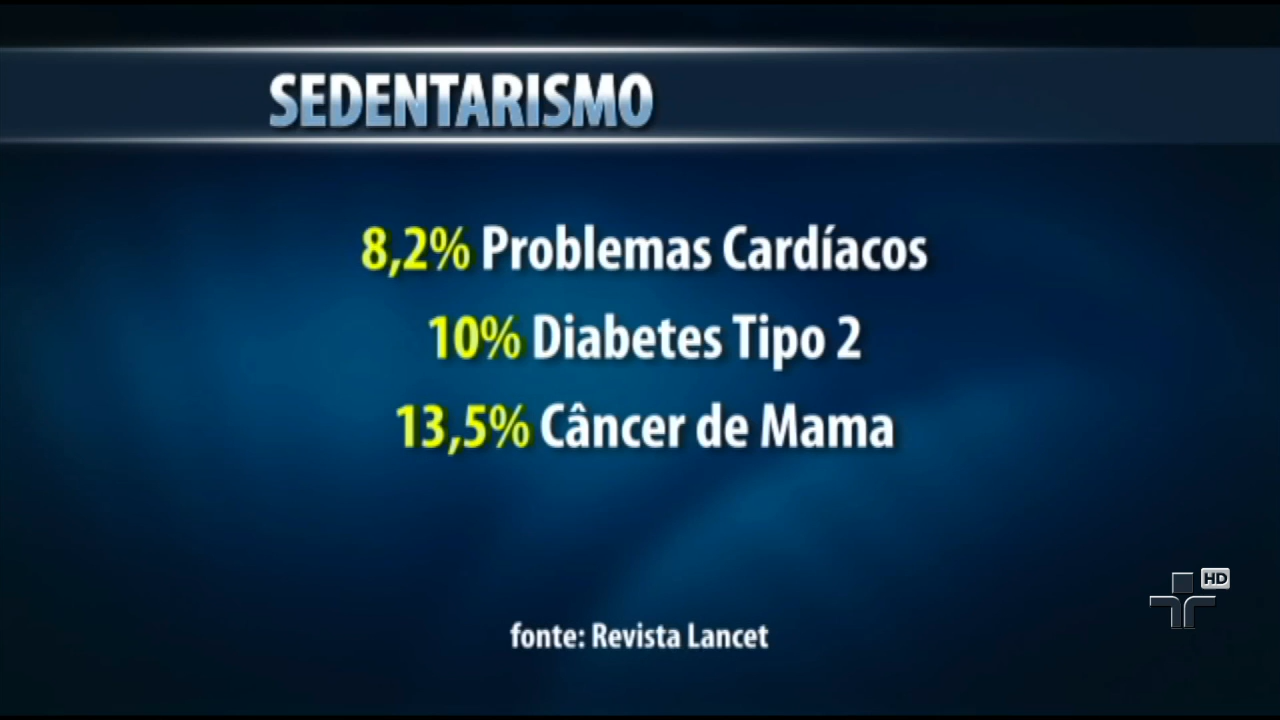 SEDENTARISMO
8,2% Problemas Cardíacos
10% Diabetes Tipo 2
13,5% Câncer de Mama
HD
fonte: Revista Lancet